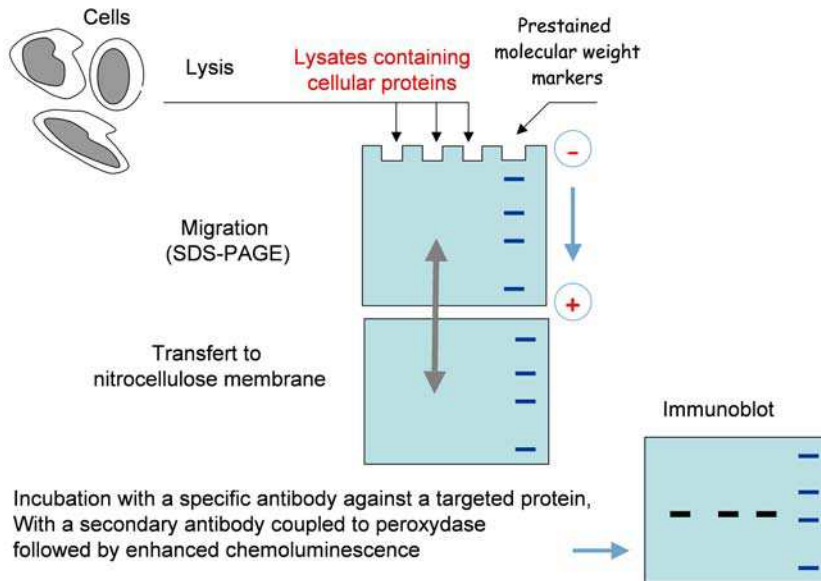 Cells
Lysis
Lysates containing
cellular proteins
Prestained
molecular weight
markers
-
Migration
(SDS-PAGE)
+
Transfert to
nitrocellulose membrane
Immunoblot
Incubation with a specific antibody against a targeted protein,
With a secondary antibody coupled to peroxydase
followed by enhanced chemoluminescence